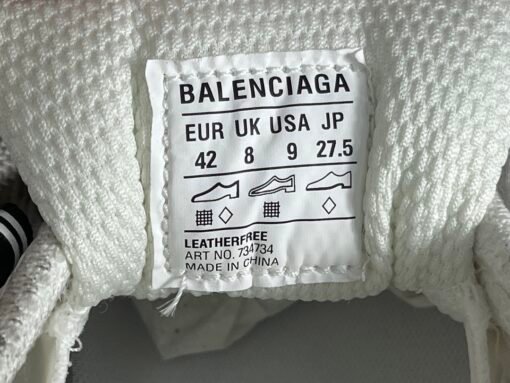 BALENCIAGA
EUR UK USA JP
42 8 9 27.5
LEATHERFREE
ART NO. 734734
MADE IN CHINA